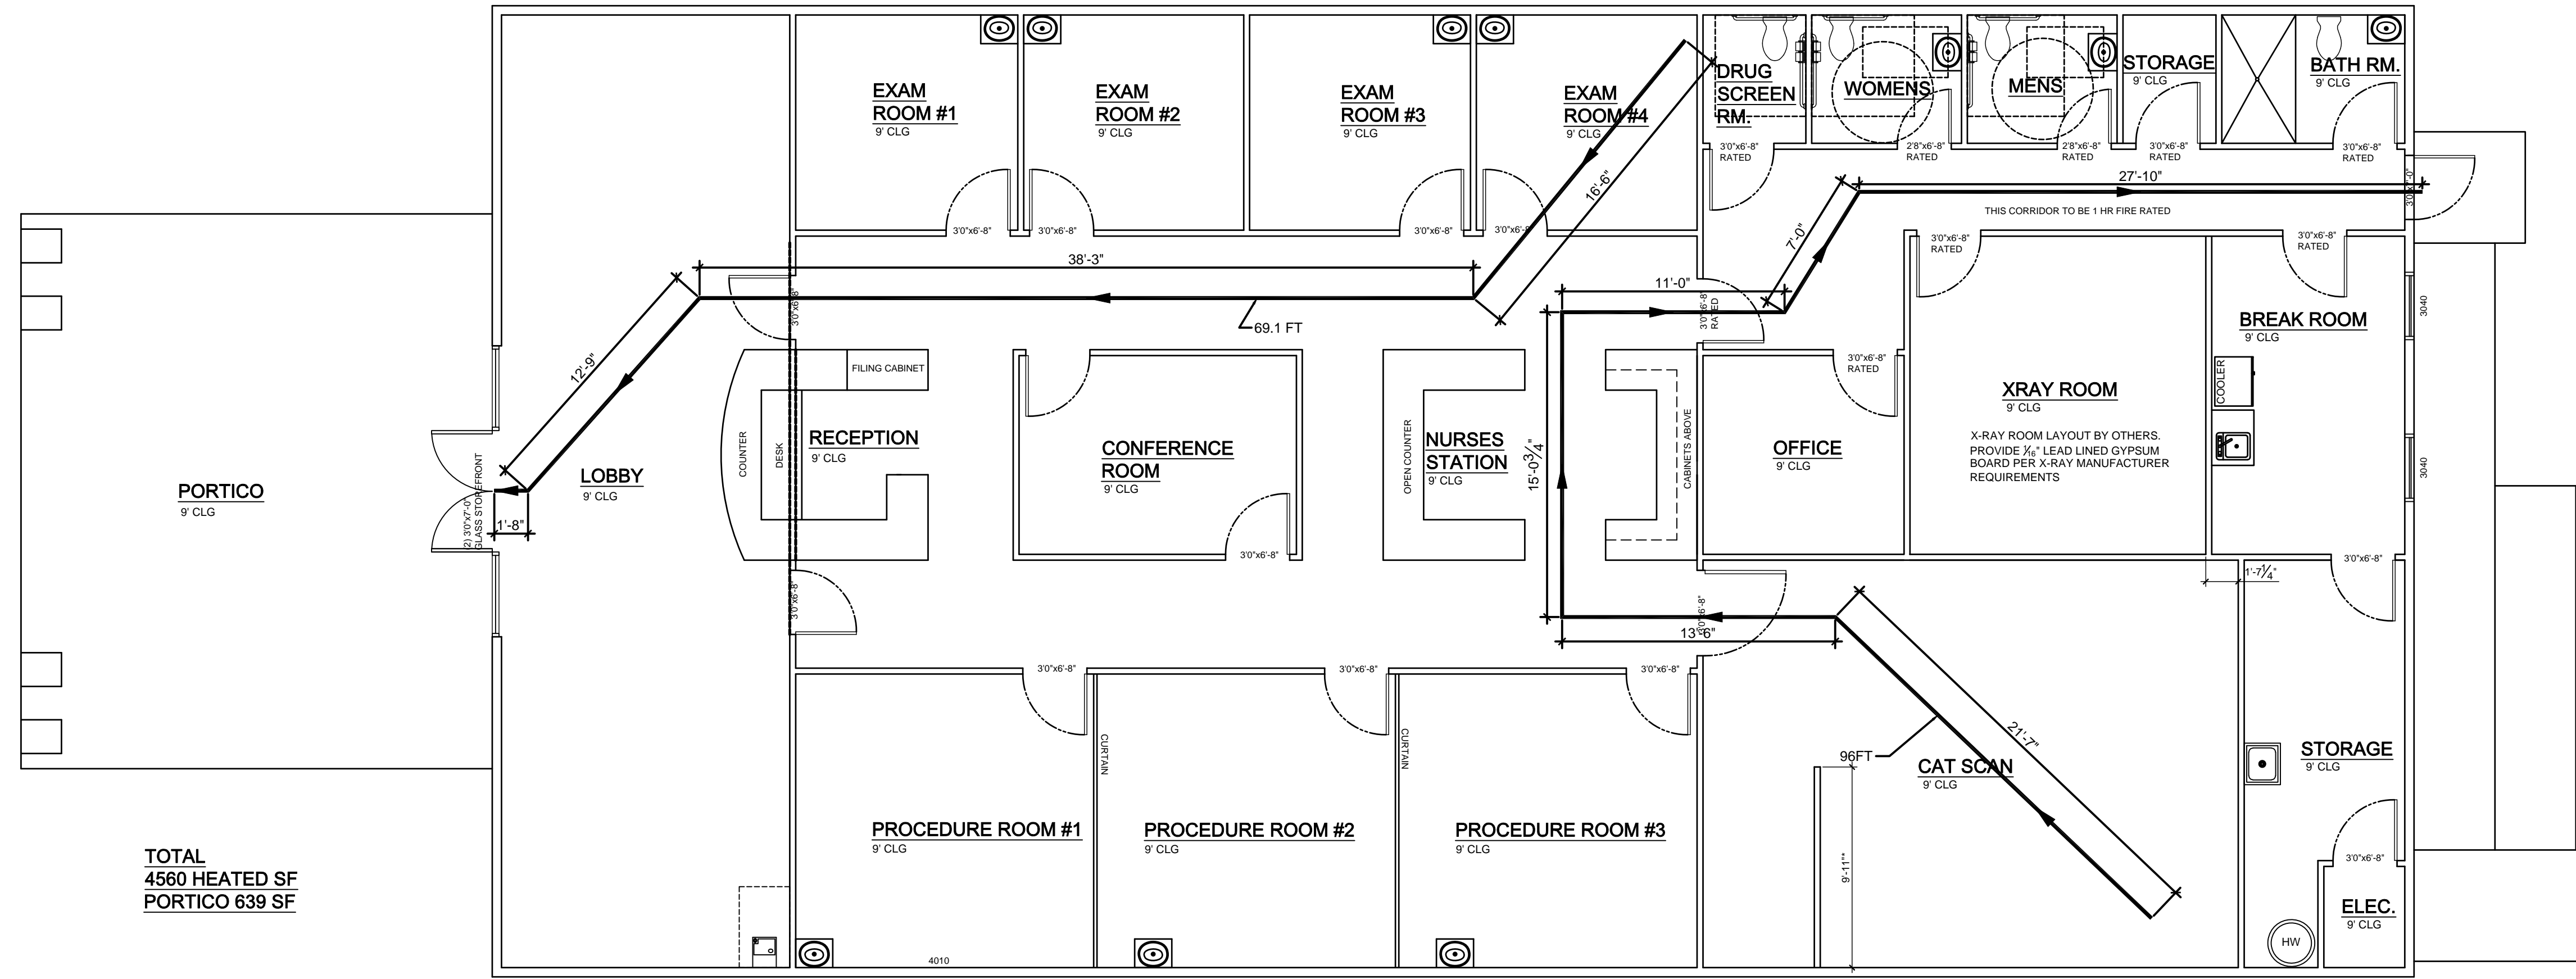 EXAM
ROOM #1
9' CLG
EXAM
ROOM #2
9' CLG
EXAM
ROOM #3
9' CLG
EXAM
ROOM #4
9' CLG
DRUG
SCREEN
RM.
WOMENS
MENS
STORAGE
9' CLG
BATH RM.
9' CLG
3'0"x6'-8"
RATED
2'8"x6'-8"
RATED
2'8"x6'-8"
RATED
3'0"x6'-8"
RATED
3'0"x6'-8"
RATED
16'-6"
27'-10"
THIS CORRIDOR TO BE 1 HR FIRE RATED
7'-0"
3'0"x6'-8"
3'0"x6'-8"
3'0"x6'-8"
3'0"x6'-8"
3'0"x6'-8"
RATED
3'0"x6'-8"
RATED
38'-3"
11'-0"
3'0"x6'-8"
3'0"x6'-8"
RATED
69.1 FT
3040
BREAK ROOM
9' CLG
12'-9"
FILING CABINET
3'0"x6'-8"
RATED
COOLER
XRAY ROOM
9' CLG
X-RAY ROOM LAYOUT BY OTHERS.
PROVIDE 1⁄16" LEAD LINED GYPSUM
BOARD PER X-RAY MANUFACTURER
REQUIREMENTS
COUNTER
DESK
RECEPTION
9' CLG
CONFERENCE
ROOM
9' CLG
OPEN COUNTER
NURSES
STATION
9' CLG
15'-0 3⁄4"
CABINETS ABOVE
OFFICE
9' CLG
3040
PORTICO
9' CLG
(2) 3'0"x7'-0"
GLASS STOREFRONT
1'-8"
LOBBY
9' CLG
3'0"x6'-8"
3'0"x6'-8"
1'-7 1⁄4"
3'0"x6'-8"
3'0"x6'-8"
13'-6"
3'0"x6'-8"
3'0"x6'-8"
3'0"x6'-8"
CURTAIN
CURTAIN
21'-7"
96FT
CAT SCAN
9' CLG
STORAGE
9' CLG
PROCEDURE ROOM #1
9' CLG
PROCEDURE ROOM #2
9' CLG
PROCEDURE ROOM #3
9' CLG
9'-11"*
3'0"x6'-8"
TOTAL
4560 HEATED SF
PORTICO 639 SF
ELEC.
9' CLG
HW
4010